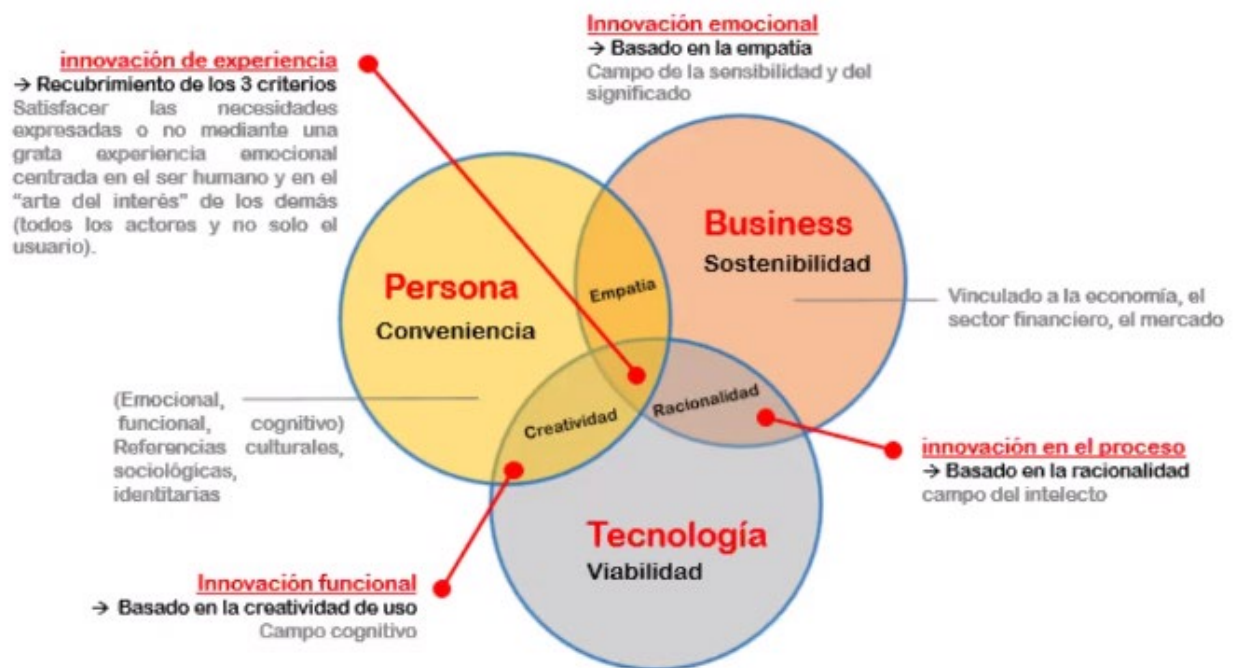 Innovación emocional
→ Basado en la empatía
Campo de la sensibilidad y del
significado
innovación de experiencia
→ Recubrimiento de los 3 criterios
Satisfacer las necesidades
expresadas o no mediante una
grata experiencia emocional
centrada en el ser humano y en el
"arte del interés" de los demás
(todos los actores y no solo el
usuario).
Business
Sostenibilidad
Persona
Conveniencia
Empatía
Vinculado a la economía, el
sector financiero, el mercado
(Emocional,
funcional, cognitivo)
Referencias culturales,
sociológicas,
identitarias
Creatividad
Racionalidad
innovación en el proceso
→ Basado en la racionalidad
campo del intelecto
Tecnología
Viabilidad
Innovación funcional
→ Basado en la creatividad de uso
Campo cognitivo